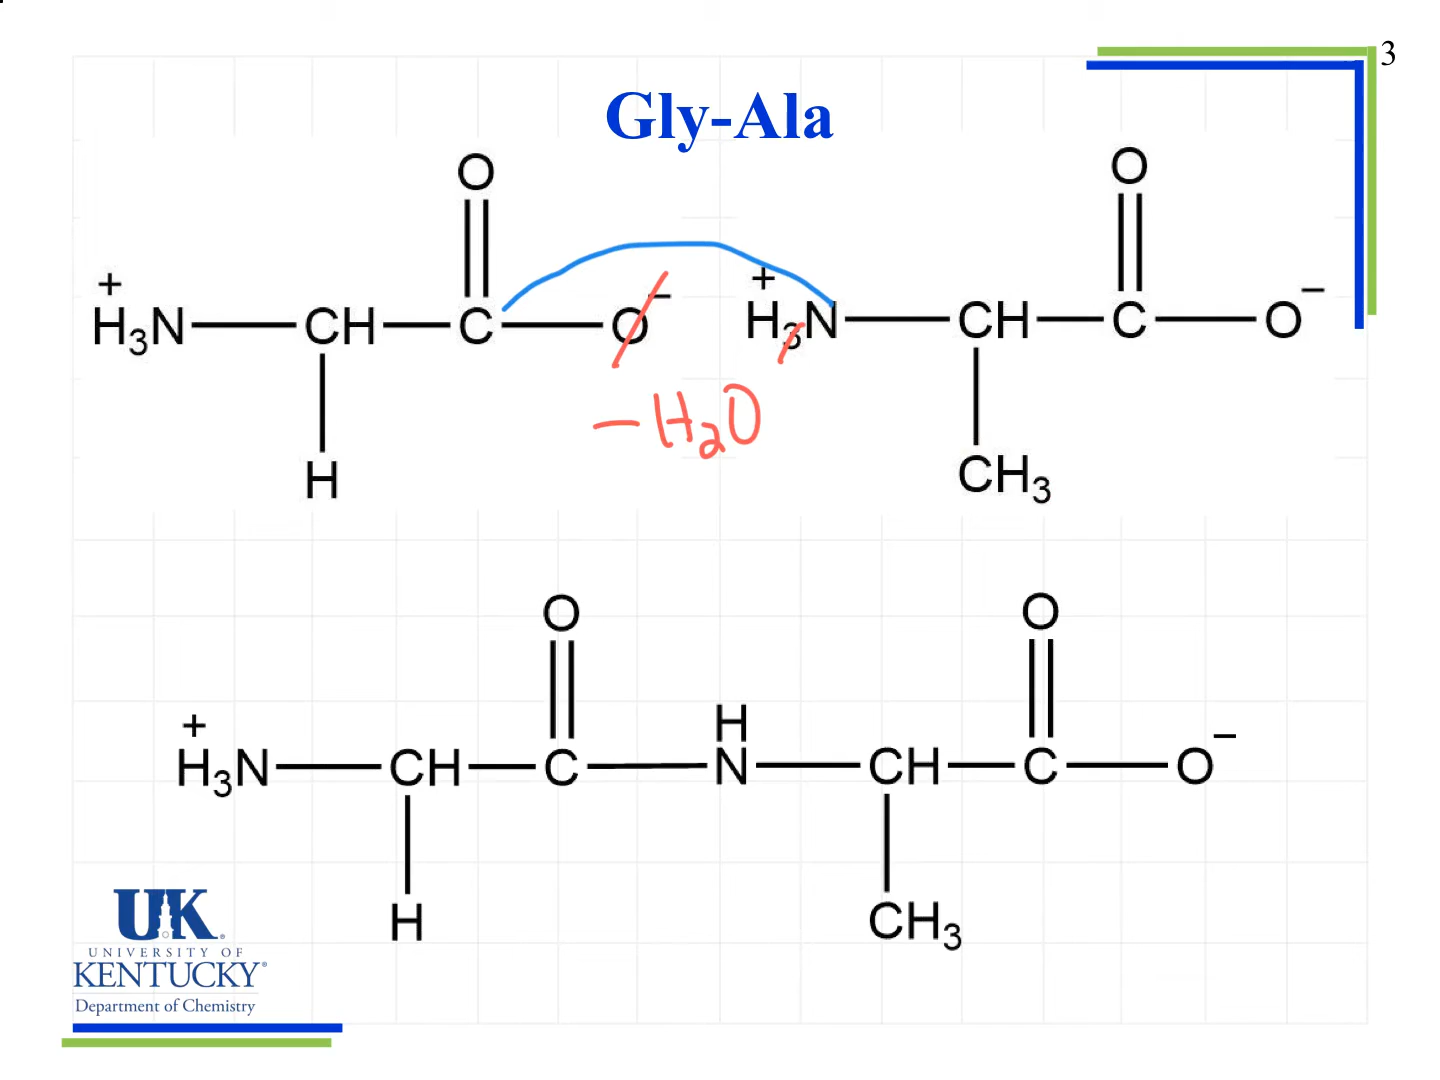 3
Gly-Ala
O
O
+
−
+
−
H₃N CH C O H₃N CH C O
− H₂O
H CH₃
O O
H
+
−
H₃N CH C N CH C O
H CH₃
UK
UNIVERSITY OF
KENTUCKY®
Department of Chemistry